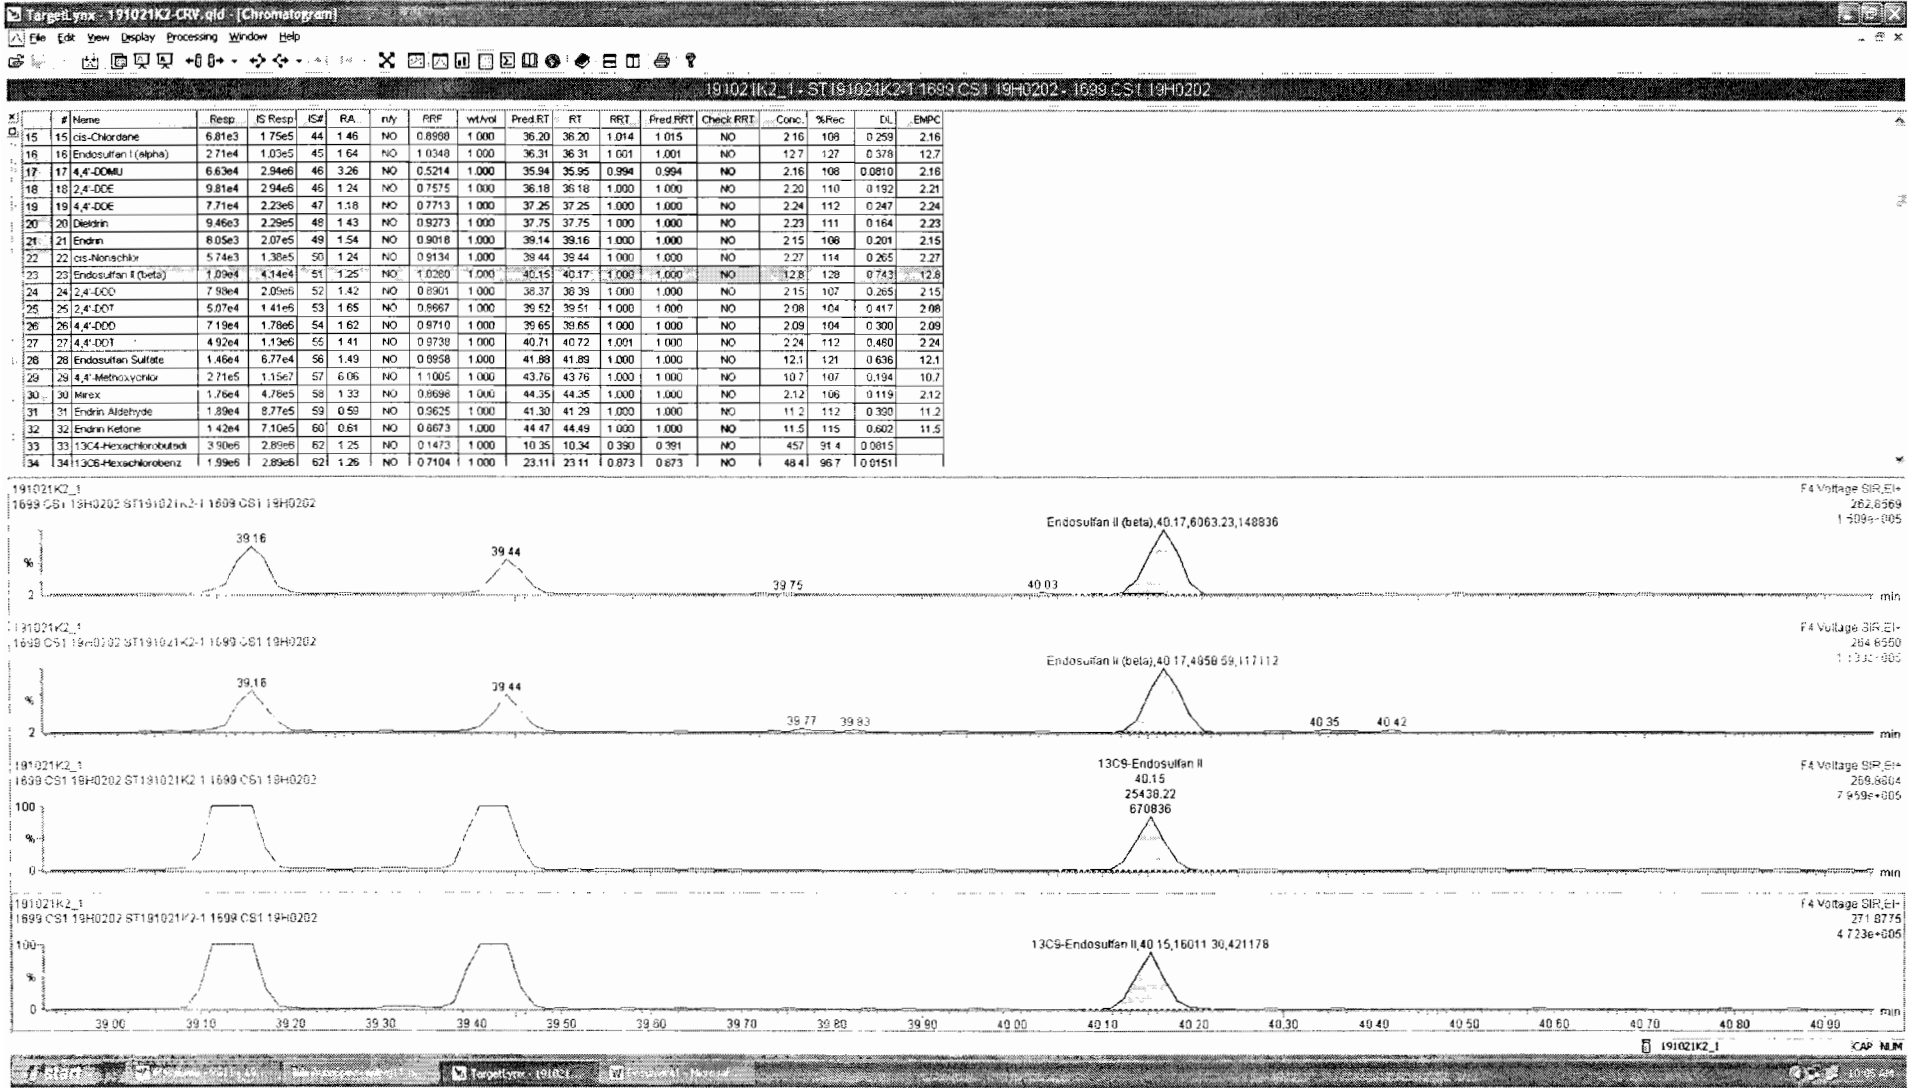 TargetLynx - 191021K2-CRV.qld - [Chromatogram]
File Edit View Display Processing Window Help
191021K2_1 - ST191021K2-1 1699 CS1 19H0202 - 1699 CS1 19H0202
# Name Resp IS Resp IS# RA n/y RRF wt/vol Pred.RT RT RRT Pred.RRT Check RRT Conc. %Rec DL EMPC
15 15 cis-Chlordane 6.81e3 1.75e5 44 1.46 NO 0.8988 1.000 36.20 36.20 1.014 1.015 NO 2.16 108 0.259 2.16
16 16 Endosulfan I (alpha) 2.71e4 1.03e5 45 1.64 NO 1.0348 1.000 36.31 36.31 1.001 1.001 NO 12.7 127 0.378 12.7
17 17 4,4'-DDMU 6.63e4 2.94e6 46 3.26 NO 0.5214 1.000 35.94 35.95 0.994 0.994 NO 2.16 108 0.0810 2.16
18 18 2,4'-DDE 9.81e4 2.94e6 46 1.24 NO 0.7575 1.000 36.18 36.18 1.000 1.000 NO 2.20 110 0.192 2.21
19 19 4,4'-DDE 7.71e4 2.23e6 47 1.18 NO 0.7713 1.000 37.25 37.25 1.000 1.000 NO 2.24 112 0.247 2.24
20 20 Dieldrin 9.46e3 2.29e5 48 1.43 NO 0.9273 1.000 37.75 37.75 1.000 1.000 NO 2.23 111 0.164 2.23
21 21 Endrin 8.05e3 2.07e5 49 1.54 NO 0.9018 1.000 39.14 39.16 1.000 1.000 NO 2.15 108 0.201 2.15
22 22 cis-Nonachlor 5.74e3 1.38e5 50 1.24 NO 0.9134 1.000 39.44 39.44 1.000 1.000 NO 2.27 114 0.265 2.27
23 23 Endosulfan II (beta) 1.09e4 4.14e4 51 1.25 NO 1.0280 1.000 40.15 40.17 1.000 1.000 NO 12.8 128 0.743 12.8
24 24 2,4'-DDD 7.98e4 2.09e6 52 1.42 NO 0.8901 1.000 38.37 38.39 1.000 1.000 NO 2.15 107 0.265 2.15
25 25 2,4'-DDT 5.07e4 1.41e6 53 1.65 NO 0.8667 1.000 39.52 39.51 1.000 1.000 NO 2.08 104 0.417 2.08
26 26 4,4'-DDD 7.19e4 1.78e6 54 1.62 NO 0.9710 1.000 39.65 39.65 1.000 1.000 NO 2.09 104 0.300 2.09
27 27 4,4'-DDT 4.92e4 1.13e6 55 1.41 NO 0.9738 1.000 40.71 40.72 1.001 1.000 NO 2.24 112 0.460 2.24
28 28 Endosulfan Sulfate 1.46e4 6.77e4 56 1.49 NO 0.8958 1.000 41.88 41.89 1.000 1.000 NO 12.1 121 0.636 12.1
29 29 4,4'-Methoxychlor 2.71e5 1.15e7 57 6.06 NO 1.1005 1.000 43.76 43.76 1.000 1.000 NO 10.7 107 0.194 10.7
30 30 Mirex 1.76e4 4.78e5 58 1.33 NO 0.8698 1.000 44.35 44.35 1.000 1.000 NO 2.12 106 0.119 2.12
31 31 Endrin Aldehyde 1.89e4 8.77e5 59 0.59 NO 0.9625 1.000 41.30 41.29 1.000 1.000 NO 11.2 112 0.390 11.2
32 32 Endrin Ketone 1.42e4 7.10e5 60 0.61 NO 0.8673 1.000 44.47 44.49 1.000 1.000 NO 11.5 115 0.602 11.5
33 33 13C4-Hexachlorobutadi 3.90e6 2.89e6 62 1.25 NO 0.1473 1.000 10.35 10.34 0.390 0.391 NO 457 91.4 0.0815
34 34 13C6-Hexachlorobenz 1.99e6 2.89e6 62 1.26 NO 0.7104 1.000 23.11 23.11 0.873 0.873 NO 48.4 96.7 0.0151
191021K2_1
1699 CS1 19H0202 ST191021K2-1 1699 CS1 19H0202
F4 Voltage SIR,EI+
262.8569
1.509e+005
Endosulfan II (beta),40.17,6063.23,148836
39.16 39.44 39.75 40.03
%
2
min
191021K2_1
1699 CS1 19H0202 ST191021K2-1 1699 CS1 19H0202
F4 Voltage SIR,EI+
264.8550
Endosulfan II (beta),40.17,4858.59,117112
39.16 39.44 39.77 39.83 40.35 40.42
%
2
min
191021K2_1
1699 CS1 19H0202 ST191021K2-1 1699 CS1 19H0202
F4 Voltage SIR,EI+
269.8804
7.959e+005
13C9-Endosulfan II
40.15
25438.22
670836
100
%
0
min
191021K2_1
1699 CS1 19H0202 ST191021K2-1 1699 CS1 19H0202
F4 Voltage SIR,EI+
271.8775
4.723e+005
13C9-Endosulfan II,40.15,16011.30,421178
100
%
0
min
39.00 39.10 39.20 39.30 39.40 39.50 39.60 39.70 39.80 39.90 40.00 40.10 40.20 40.30 40.40 40.50 40.60 40.70 40.80 40.90
191021K2_1 CAP NUM
start TargetLynx - 191021... 10:05 AM